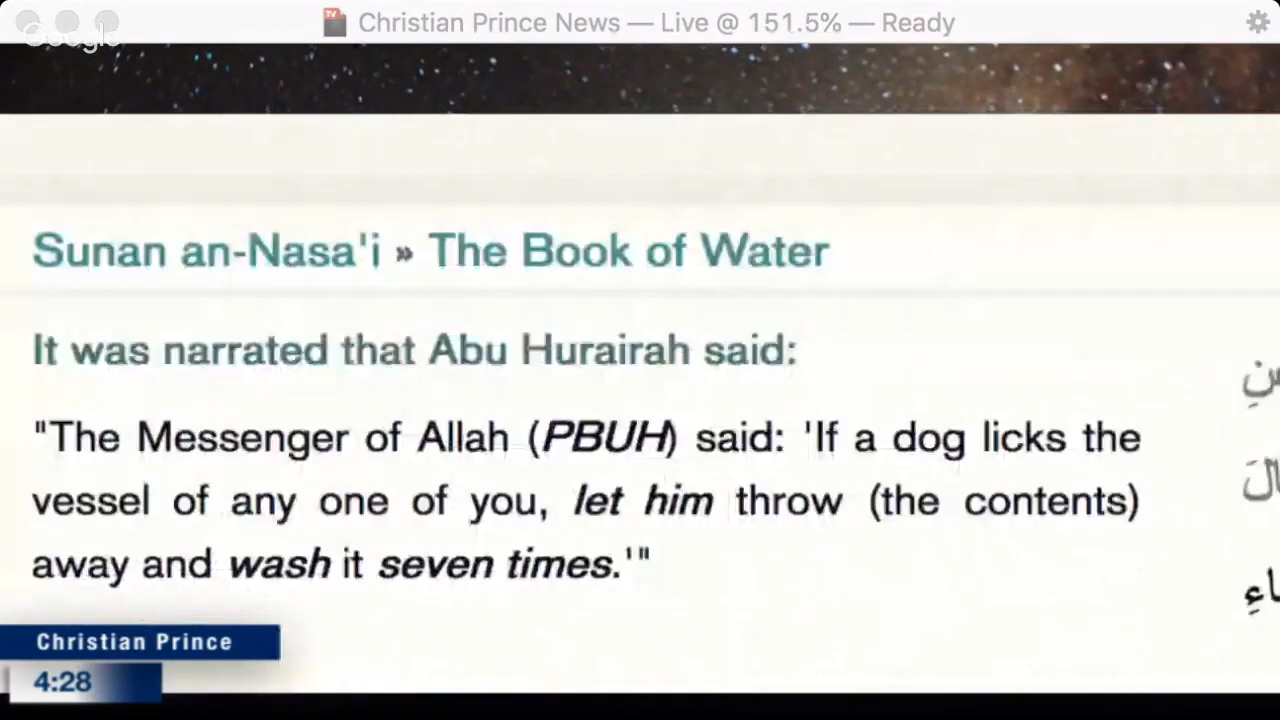 Google
Christian Prince News — Live @ 151.5% — Ready
Sunan an-Nasa'i » The Book of Water
It was narrated that Abu Hurairah said:
"The Messenger of Allah (PBUH) said: 'If a dog licks the
vessel of any one of you, let him throw (the contents)
away and wash it seven times.'"
Christian Prince
4:28